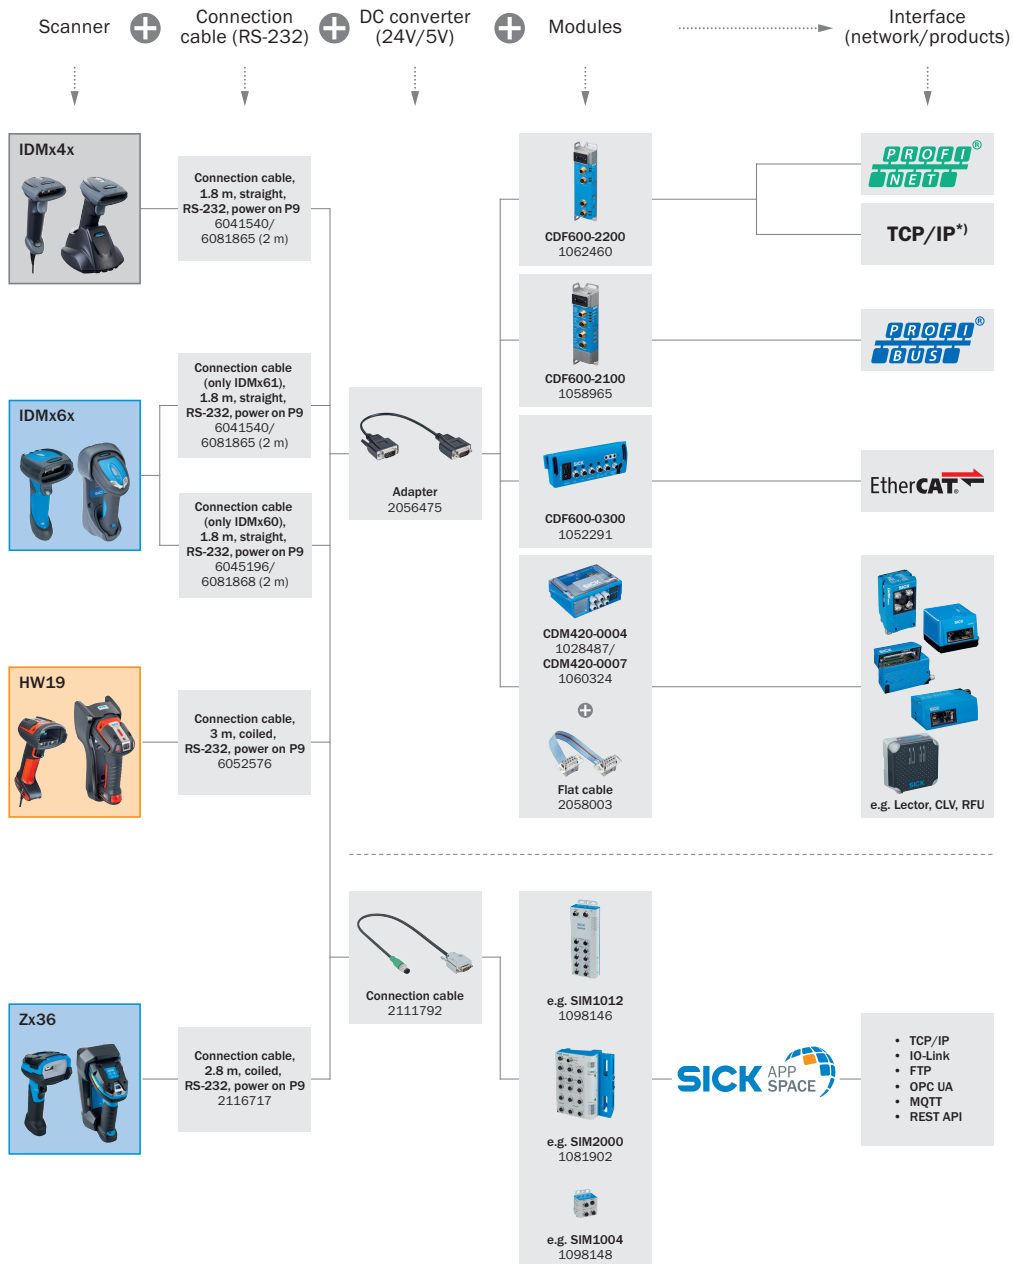 Scanner
Connection
cable (RS-232)
DC converter
(24V/5V)
Modules
Interface
(network/products)
IDMx4x
Connection cable,
1.8 m, straight,
RS-232, power on P9
6041540/
6081865 (2 m)
CDF600-2200
1062460
PROFI®
NET
TCP/IP*)
CDF600-2100
1058965
PROFI®
BUS
IDMx6x
Connection cable
(only IDMx61),
1.8 m, straight,
RS-232, power on P9
6041540/
6081865 (2 m)
Connection cable
(only IDMx60),
1.8 m, straight,
RS-232, power on P9
6045196/
6081868 (2 m)
Adapter
2056475
SICK
CDF600-0300
1052291
EtherCAT®
CDM420-0004
1028487/
CDM420-0007
1060324
Flat cable
2058003
SICK
SICK
SICK
e.g. Lector, CLV, RFU
HW19
Connection cable,
3 m, coiled,
RS-232, power on P9
6052576
Connection cable
2111792
SICK
e.g. SIM1012
1098146
e.g. SIM2000
1081902
e.g. SIM1004
1098148
Zx36
Connection cable,
2.8 m, coiled,
RS-232, power on P9
2116717
SICK APP
SPACE
• TCP/IP
• IO-Link
• FTP
• OPC UA
• MQTT
• REST API